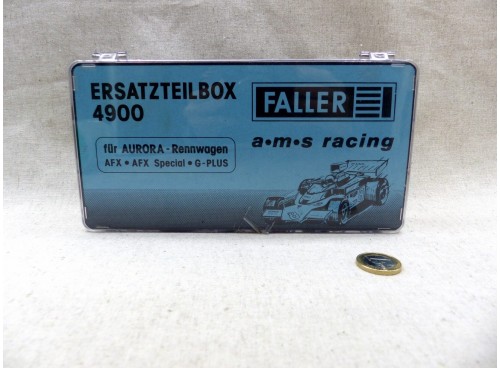 ERSATZTEILBOX
4900
für AURORA - Rennwagen
AFX • AFX Special • G-PLUS
FALLER
a•m•s racing